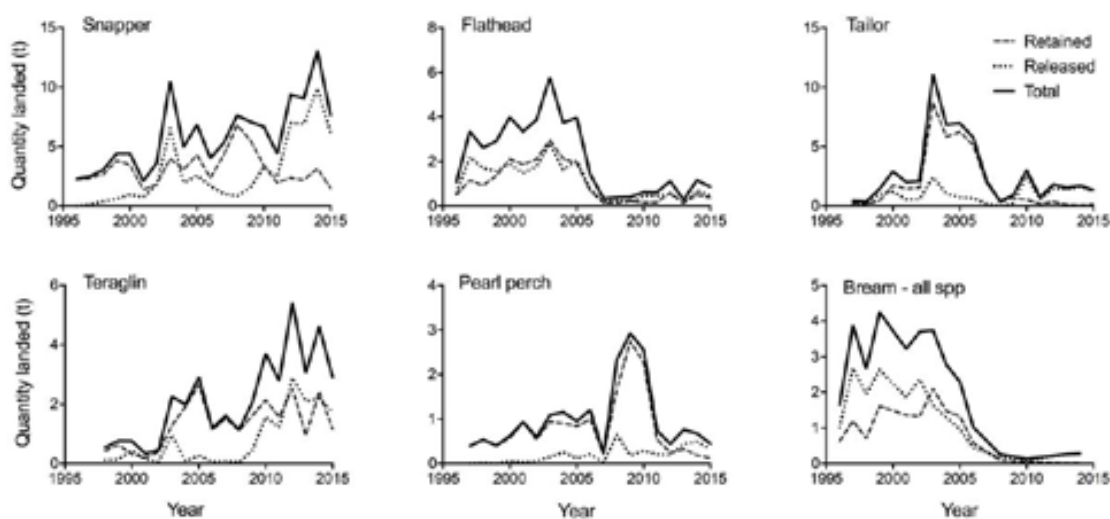 Snapper
Flathead
Tailor
Quantity landed (t)
15
10
5
0
1995 2000 2005 2010 2015
8
6
4
2
0
1995 2000 2005 2010 2015
15
10
5
0
1995 2000 2005 2010 2015
Retained
Released
Total
Teraglin
Pearl perch
Bream - all spp
Quantity landed (t)
6
4
2
0
1995 2000 2005 2010 2015
Year
4
3
2
1
0
1995 2000 2005 2010 2015
Year
5
4
3
2
1
0
1995 2000 2005 2010 2015
Year